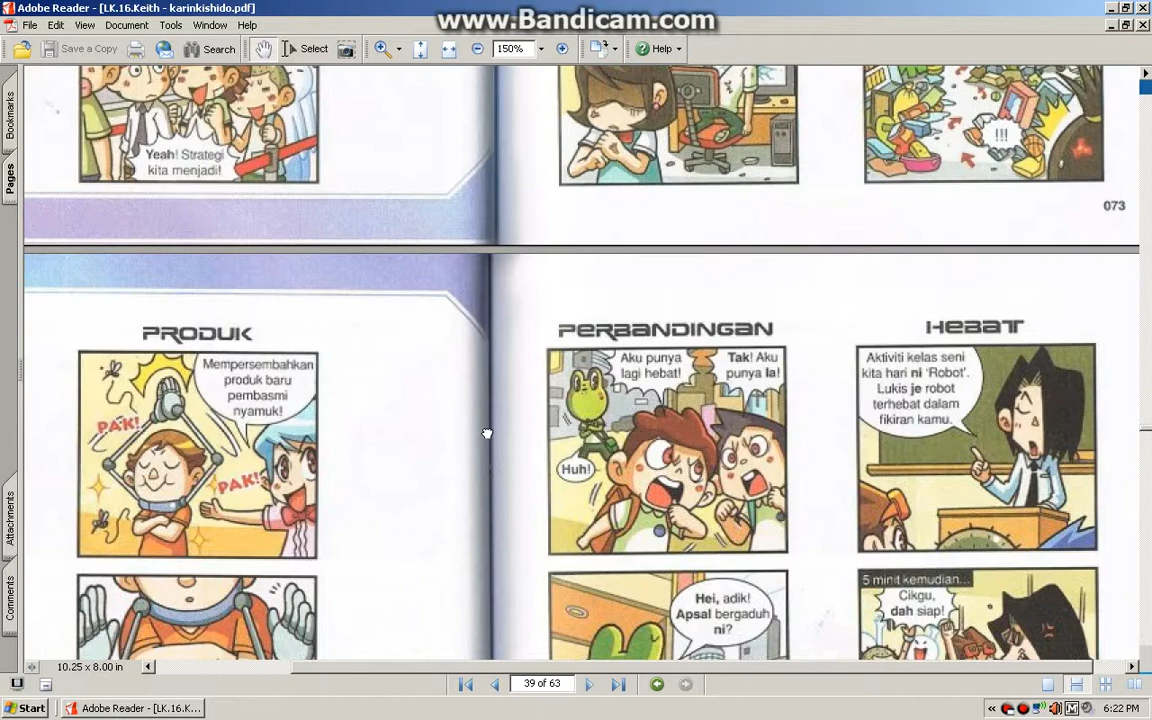 Adobe Reader - [LK.16.Keith - karinkishido.pdf]
www.Bandicam.com
File Edit View Document Tools Window Help
Save a Copy
Search
Select
150%
Help
Bookmarks
Pages
Attachments
Comments
Yeah! Strategi
kita menjadi!
!!!
073
PRODUK
Mempersembahkan
produk baru
pembasmi
nyamuk!
PAK!
PAK!
PERBANDINGAN
Aku punya
lagi hebat!
Tak! Aku
punya la!
Huh!
Hei, adik!
Apsal bergaduh
ni?
HEBAT
Aktiviti kelas seni
kita hari ni 'Robot'.
Lukis je robot
terhebat dalam
fikiran kamu.
5 minit kemudian...
Cikgu,
dah siap!
10.25 x 8.00 in
39 of 63
Start
Adobe Reader - [LK.16.K...
6:22 PM